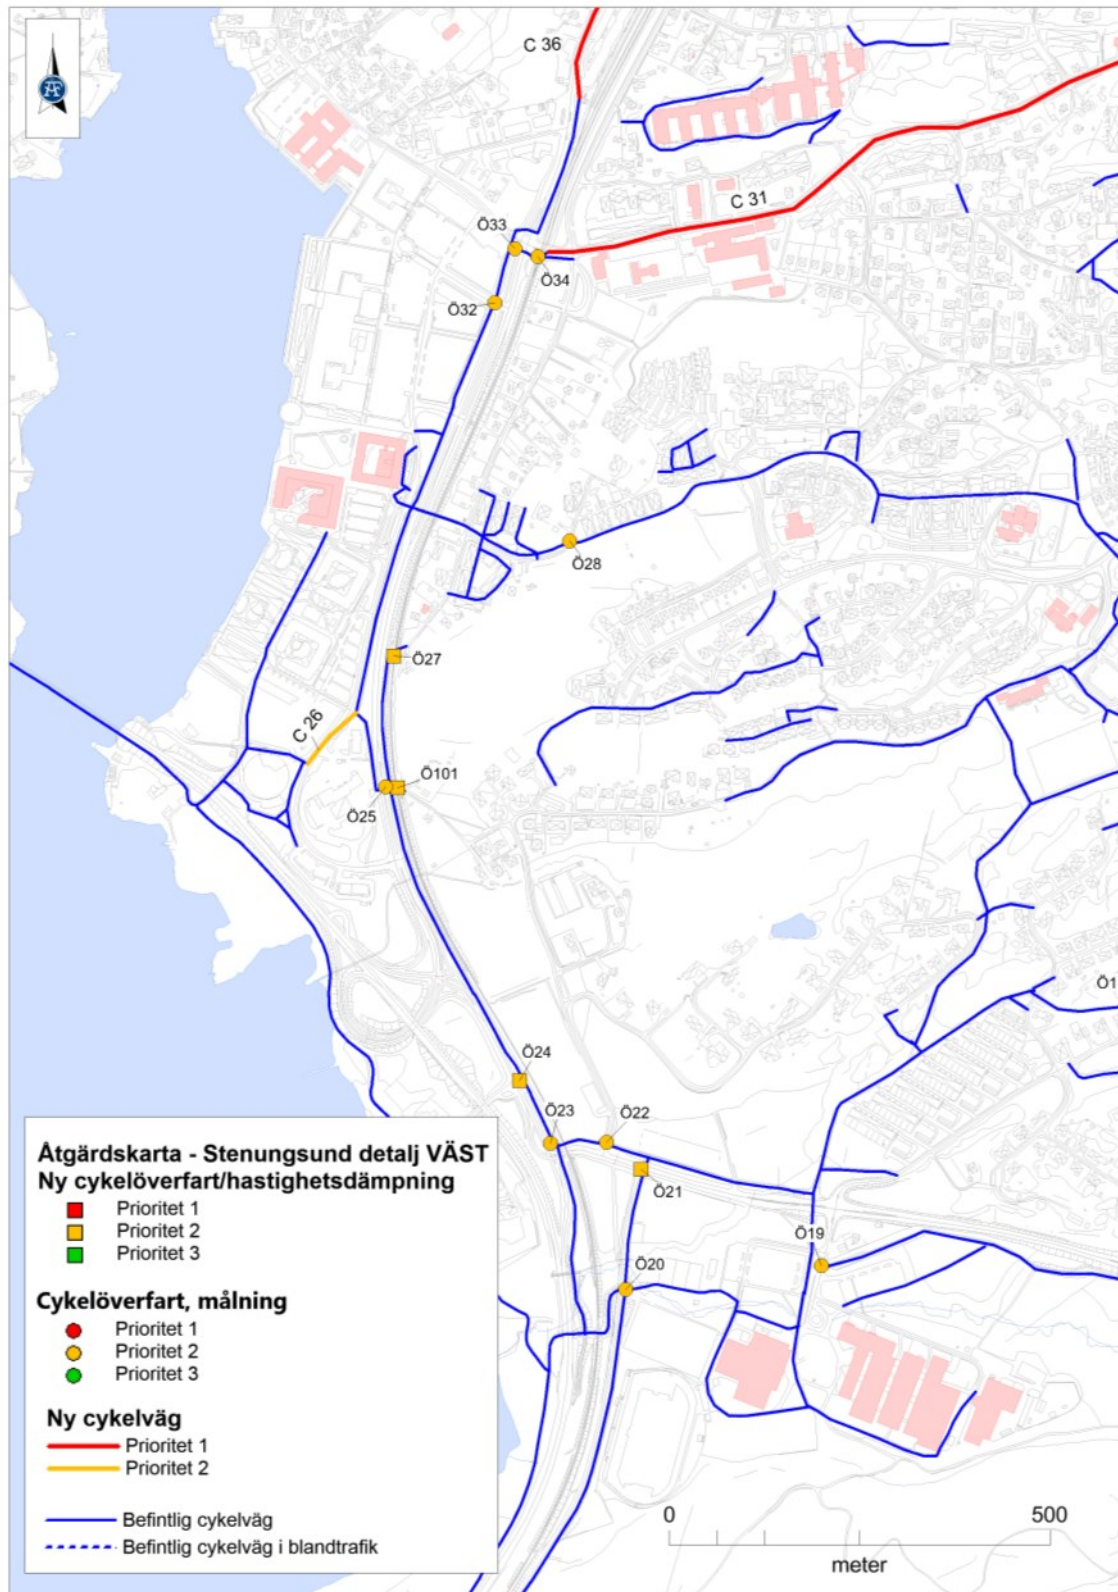 C 36
C 31
Ö33
Ö34
Ö32
Ö28
Ö27
C 26
Ö101
Ö25
Ö1
Ö24
Ö23
Ö22
Ö21
Ö19
Ö20
Åtgärdskarta - Stenungsund detalj VÄST
Ny cykelöverfart/hastighetsdämpning
Prioritet 1
Prioritet 2
Prioritet 3
Cykelöverfart, målning
Prioritet 1
Prioritet 2
Prioritet 3
Ny cykelväg
Prioritet 1
Prioritet 2
Befintlig cykelväg
Befintlig cykelväg i blandtrafik
0 500
meter